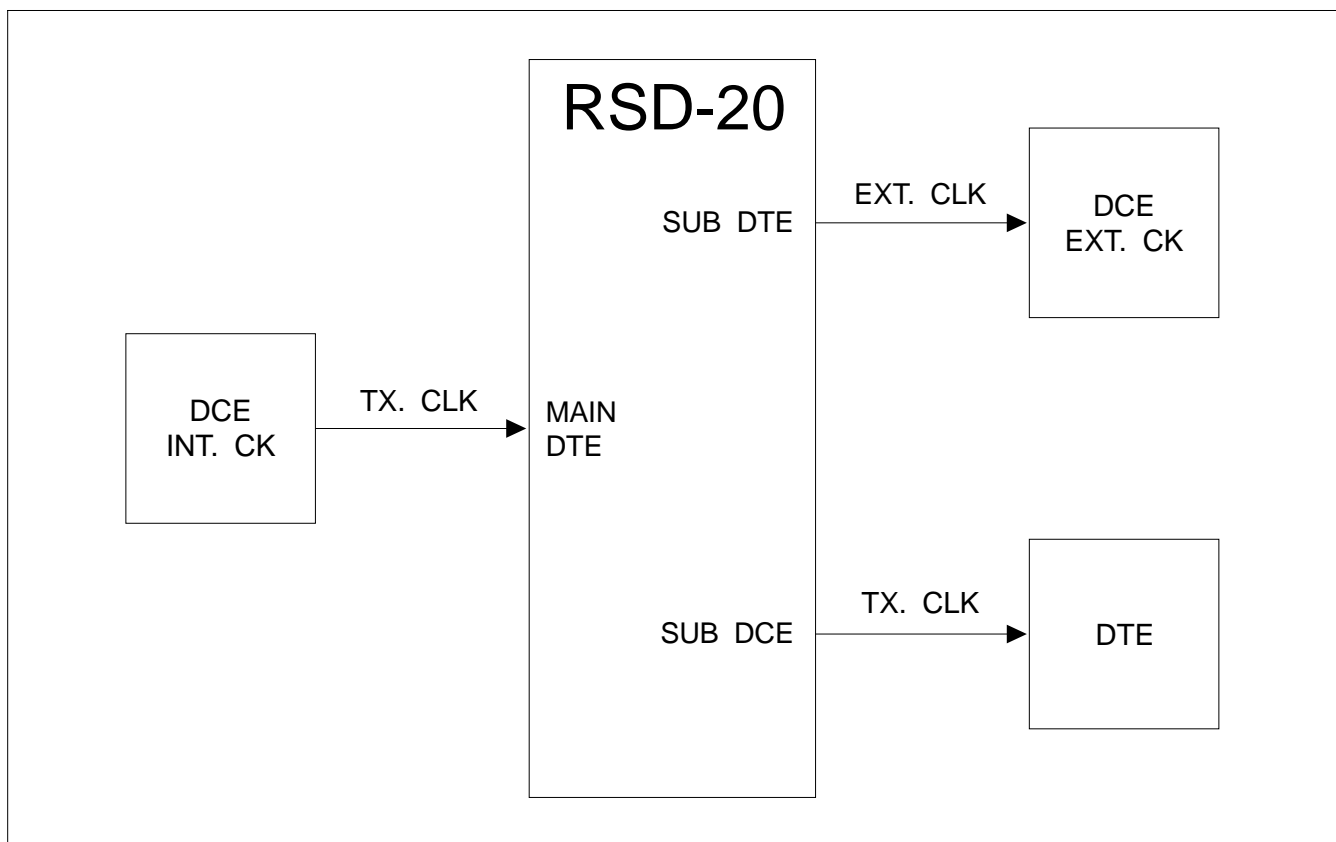 RSD-20
SUB DTE
EXT. CLK
DCE
EXT. CK
DCE
INT. CK
TX. CLK
MAIN
DTE
SUB DCE
TX. CLK
DTE